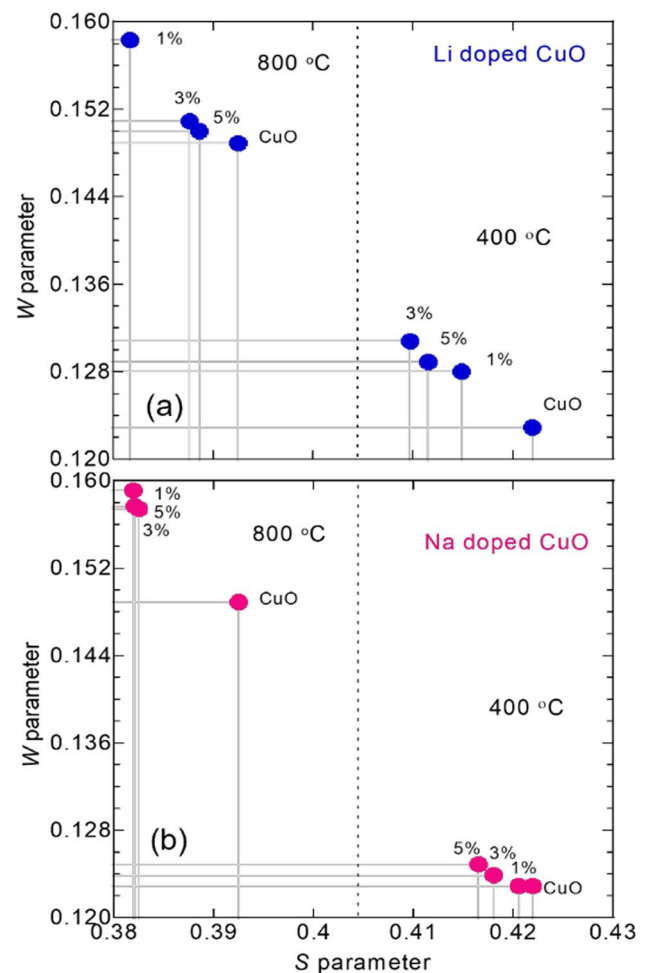 0.160
1%
800 °C
Li doped CuO
0.152
3%
5%
CuO
0.144
400 °C
W parameter
0.136
3%
5%
1%
0.128
(a)
CuO
0.120
0.160
1%
5%
3%
800 °C
Na doped CuO
0.152
CuO
0.144
W parameter
400 °C
0.136
0.128
(b)
5%
3%
1%
CuO
0.120
0.38
0.39
0.4
0.41
0.42
0.43
S parameter